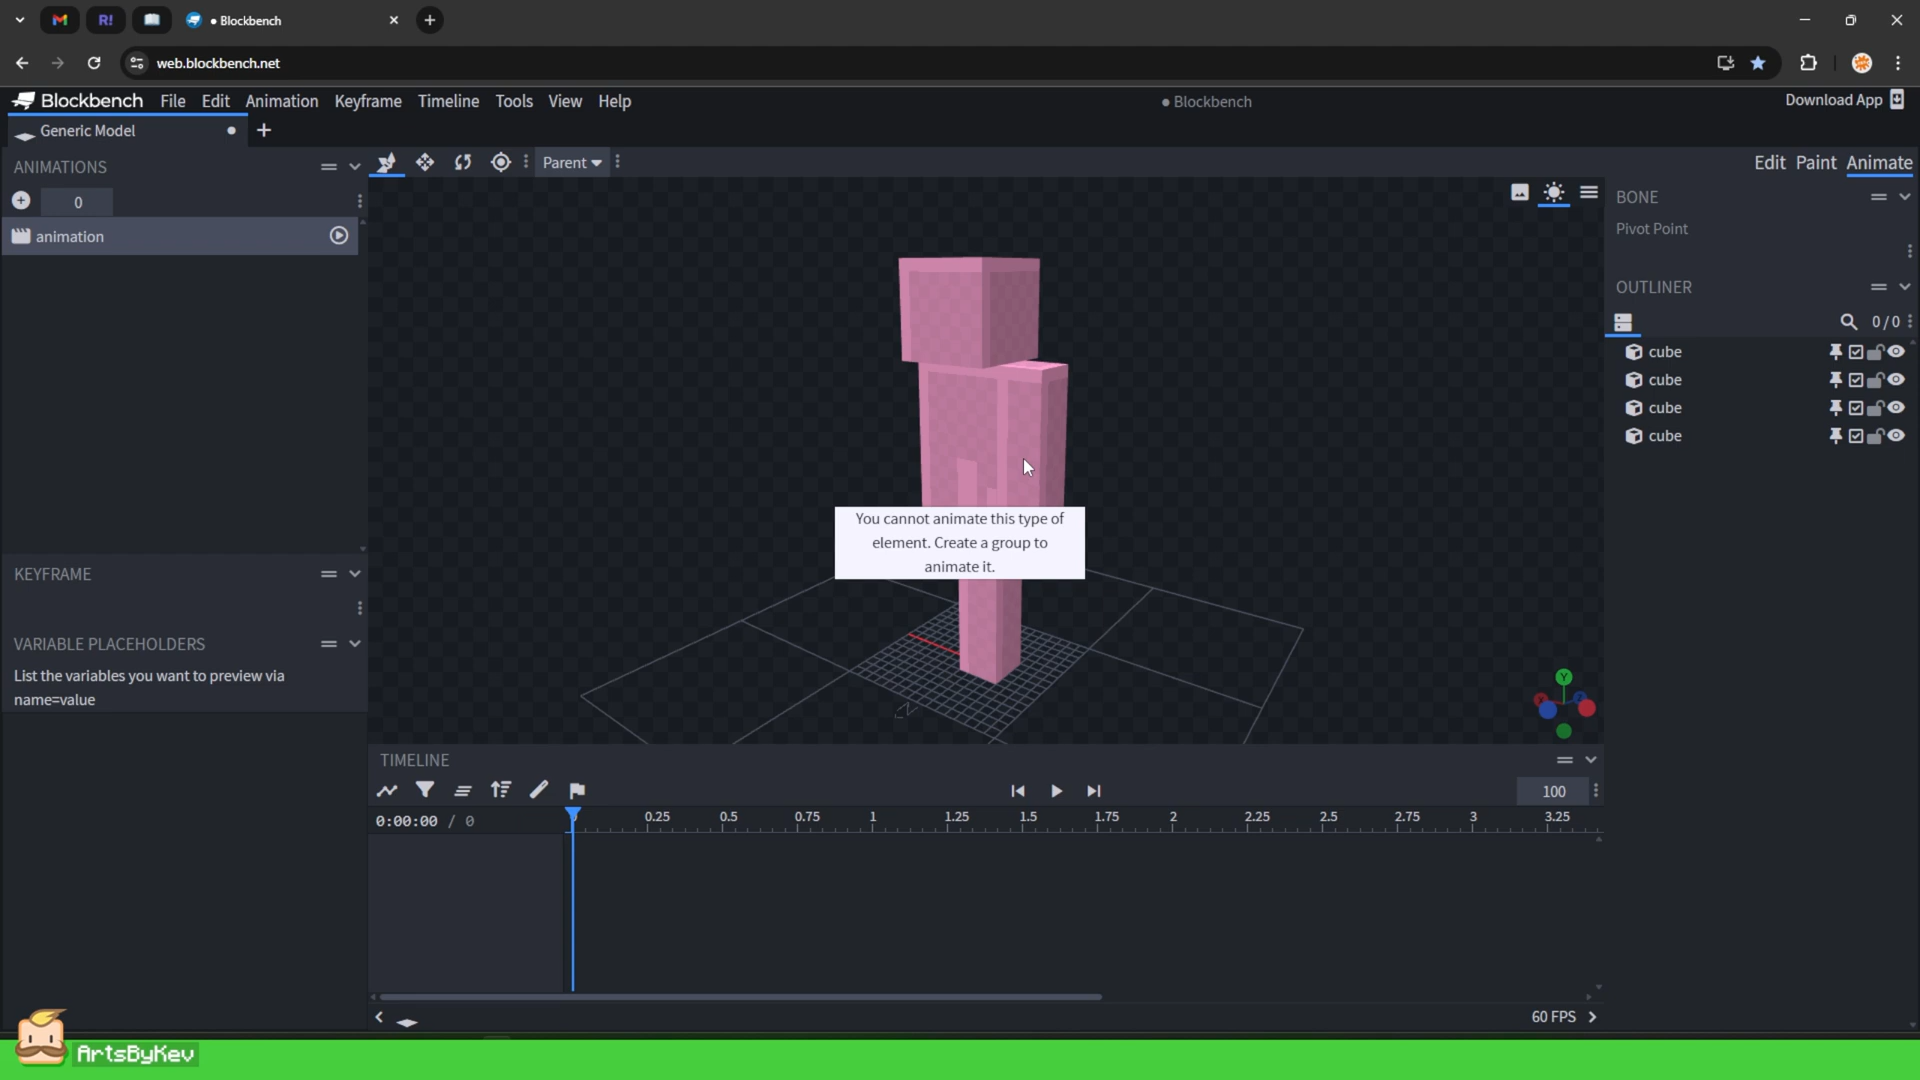 Blockbench
web.blockbench.net
Blockbench File Edit Animation Keyframe Timeline Tools View Help
Blockbench
Download App
Generic Model
ANIMATIONS
0
animation
Parent
Edit Paint Animate
BONE
Pivot Point
OUTLINER
0 / 0
cube
cube
cube
cube
You cannot animate this type of
element. Create a group to
animate it.
KEYFRAME
VARIABLE PLACEHOLDERS
List the variables you want to preview via
name=value
TIMELINE
100
0:00:00 / 0
0 0.25 0.5 0.75 1 1.25 1.5 1.75 2 2.25 2.5 2.75 3 3.25
60 FPS
ArtsByKev
R!
M
Y